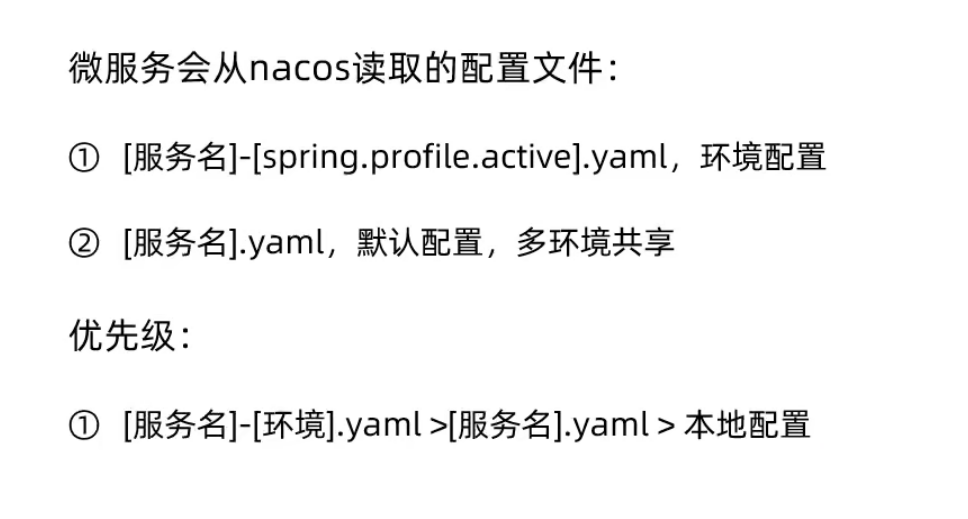 微服务会从nacos读取的配置文件：
① [服务名]-[spring.profile.active].yaml，环境配置
② [服务名].yaml，默认配置，多环境共享
优先级：
① [服务名]-[环境].yaml >[服务名].yaml > 本地配置